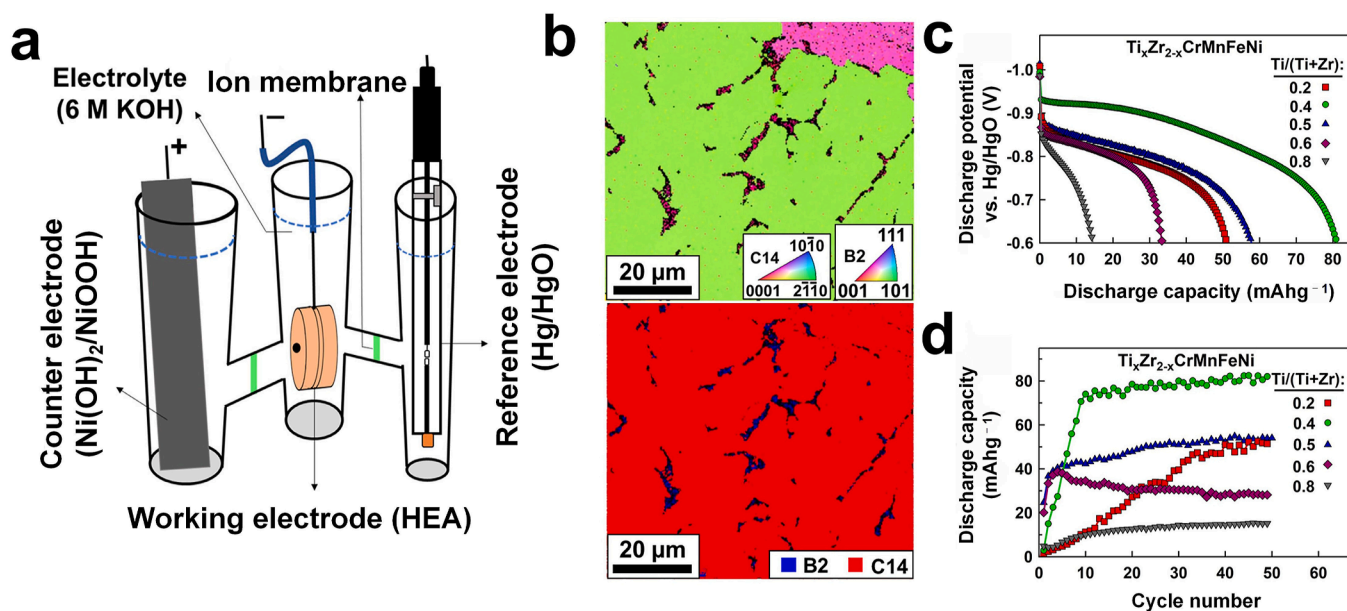 a
Electrolyte
(6 M KOH)
Ion membrane
+
−
Counter electrode
(Ni(OH)₂/NiOOH)
Reference electrode
(Hg/HgO)
Working electrode (HEA)
b
20 µm
C14
101̄0
0001
21̄1̄0
B2
111
001
101
20 µm
B2
C14
c
TiₓZr₂₋ₓCrMnFeNi
Ti/(Ti+Zr):
0.2
0.4
0.5
0.6
0.8
Discharge potential
vs. Hg/HgO (V)
-1.0
-0.9
-0.8
-0.7
-0.6
0 10 20 30 40 50 60 70 80
Discharge capacity (mAhg⁻¹)
d
TiₓZr₂₋ₓCrMnFeNi
Ti/(Ti+Zr):
0.2
0.4
0.5
0.6
0.8
Discharge capacity
(mAhg⁻¹)
80
60
40
20
0
0 10 20 30 40 50 60
Cycle number